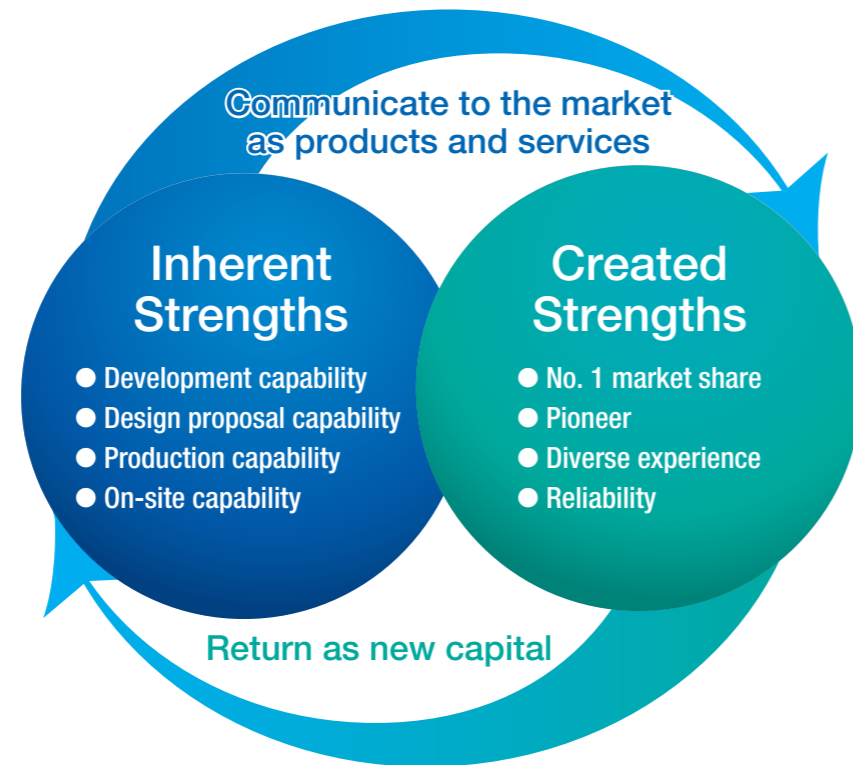 Communicate to the market
as products and services
Inherent
Strengths
● Development capability
● Design proposal capability
● Production capability
● On-site capability
Created
Strengths
● No. 1 market share
● Pioneer
● Diverse experience
● Reliability
Return as new capital